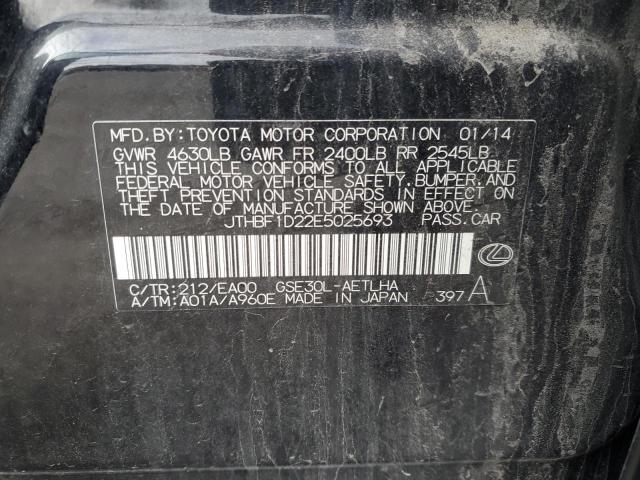 MFD. BY: TOYOTA MOTOR CORPORATION 01/14
GVWR 4630LB GAWR FR 2400LB RR 2545LB
THIS VEHICLE CONFORMS TO ALL APPLICABLE
FEDERAL MOTOR VEHICLE SAFETY, BUMPER, AND
THEFT PREVENTION STANDARDS IN EFFECT ON
THE DATE OF MANUFACTURE SHOWN ABOVE.
JTHBF1D22E5025693 PASS. CAR
C/TR: 212/EA00 GSE30L-AETLHA
A/TM: A01A/A960E MADE IN JAPAN 397 A